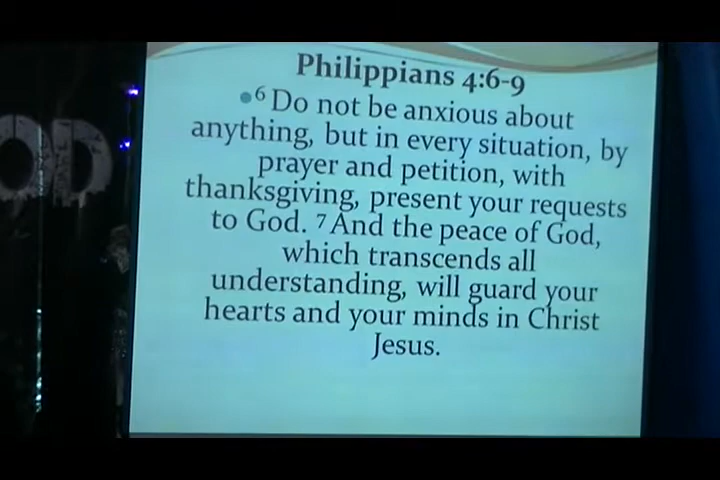 Philippians 4:6-9
6 Do not be anxious about
anything, but in every situation, by
prayer and petition, with
thanksgiving, present your requests
to God. 7 And the peace of God,
which transcends all
understanding, will guard your
hearts and your minds in Christ
Jesus.
OD